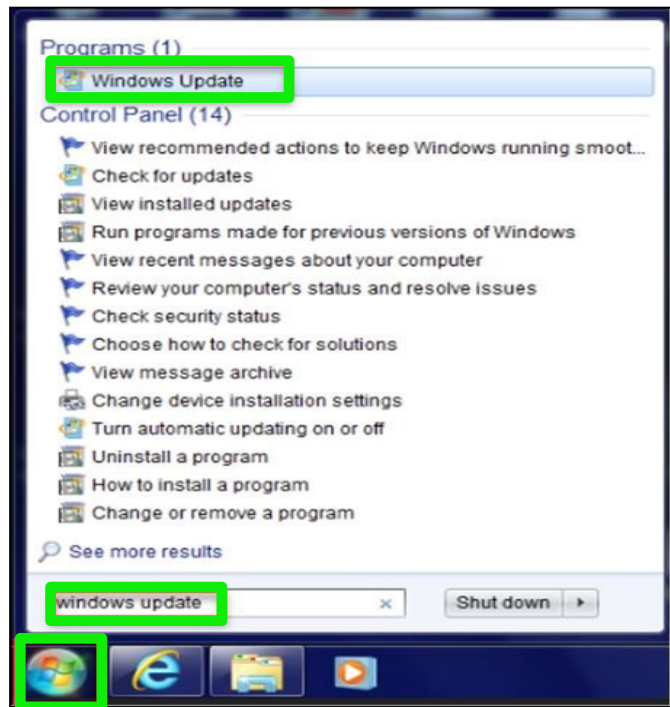 Programs (1)
Windows Update
Control Panel (14)
View recommended actions to keep Windows running smoot...
Check for updates
View installed updates
Run programs made for previous versions of Windows
View recent messages about your computer
Review your computer's status and resolve issues
Check security status
Choose how to check for solutions
View message archive
Change device installation settings
Turn automatic updating on or off
Uninstall a program
How to install a program
Change or remove a program
See more results
windows update
Shut down